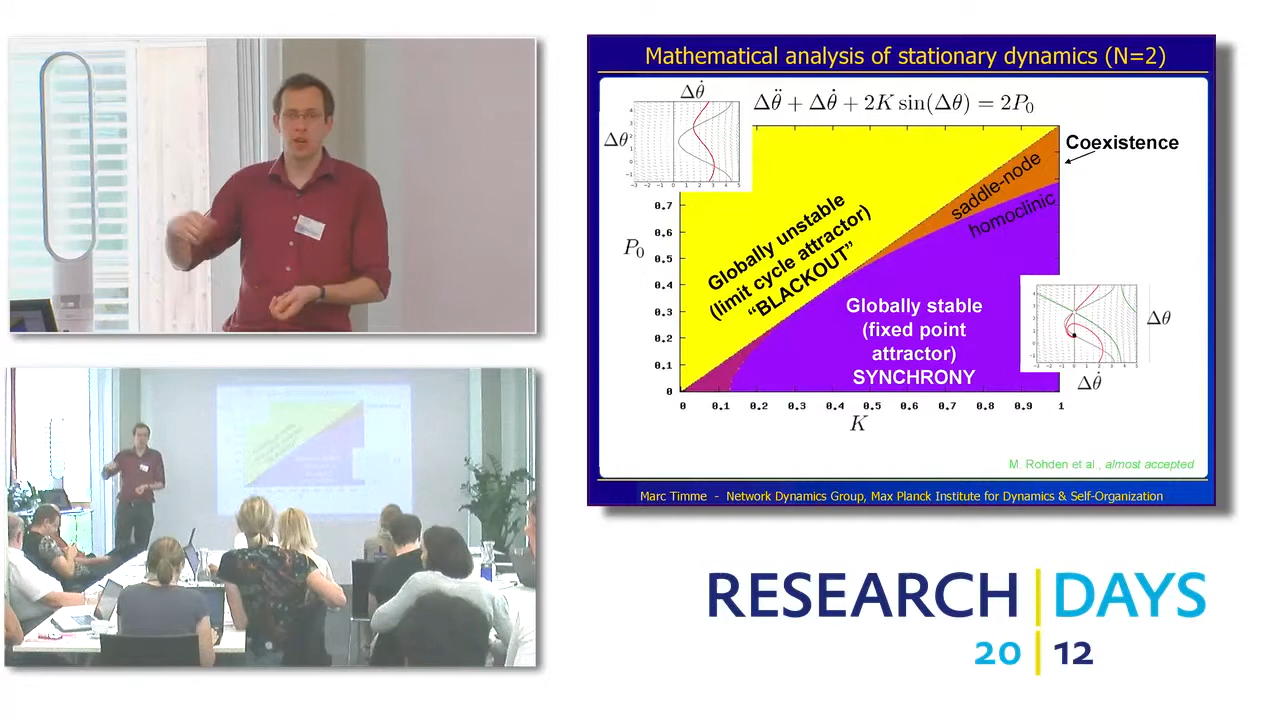 Mathematical analysis of stationary dynamics (N=2)
Δθ̈ + Δθ̇ + 2K sin(Δθ) = 2P₀
Δθ̇
Δθ
Coexistence
saddle-node
homoclinic
Globally unstable
(limit cycle attractor)
“BLACKOUT”
Globally stable
(fixed point
attractor)
SYNCHRONY
P₀
0.7
0.6
0.5
0.4
0.3
0.2
0.1
0
0 0.1 0.2 0.3 0.4 0.5 0.6 0.7 0.8 0.9 1
K
Δθ
Δθ̇
M. Rohden et al., almost accepted
Marc Timme - Network Dynamics Group, Max Planck Institute for Dynamics & Self-Organization
RESEARCH DAYS
20 12